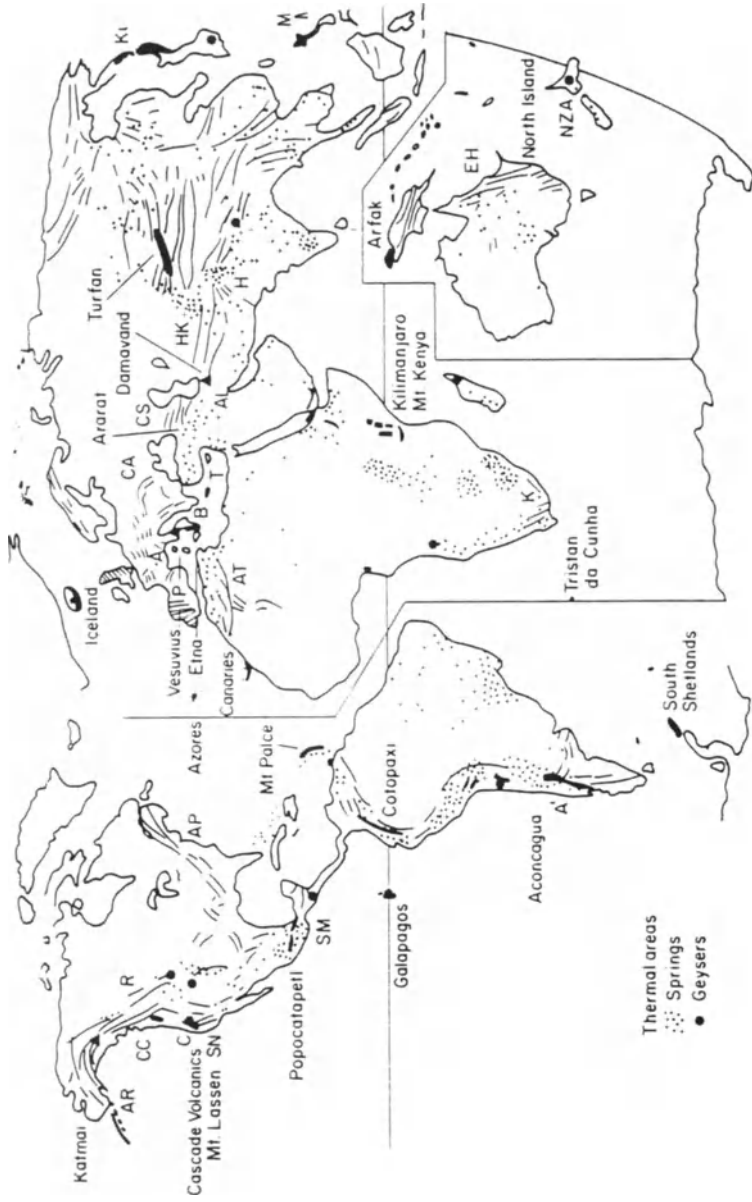 Katmai
AR
CC
R
Cascade Volcanics
Mt. Lassen
SN
C
Popocatapetl
SM
AP
Galapagos
Cotopaxi
Mt Palce
Aconcagua
A
South
Shetlands
Azores
Iceland
Vesuvius
Etna
Canaries
P
A
B
AT
T
CA
CS
Ararat
AL
Damavand
Turfan
HK
H
KI
M
Kilimanjaro
Mt. Kenya
K
Tristan
da Cunha
Arfak
EH
North Island
NZA
Thermal areas
Springs
Geysers